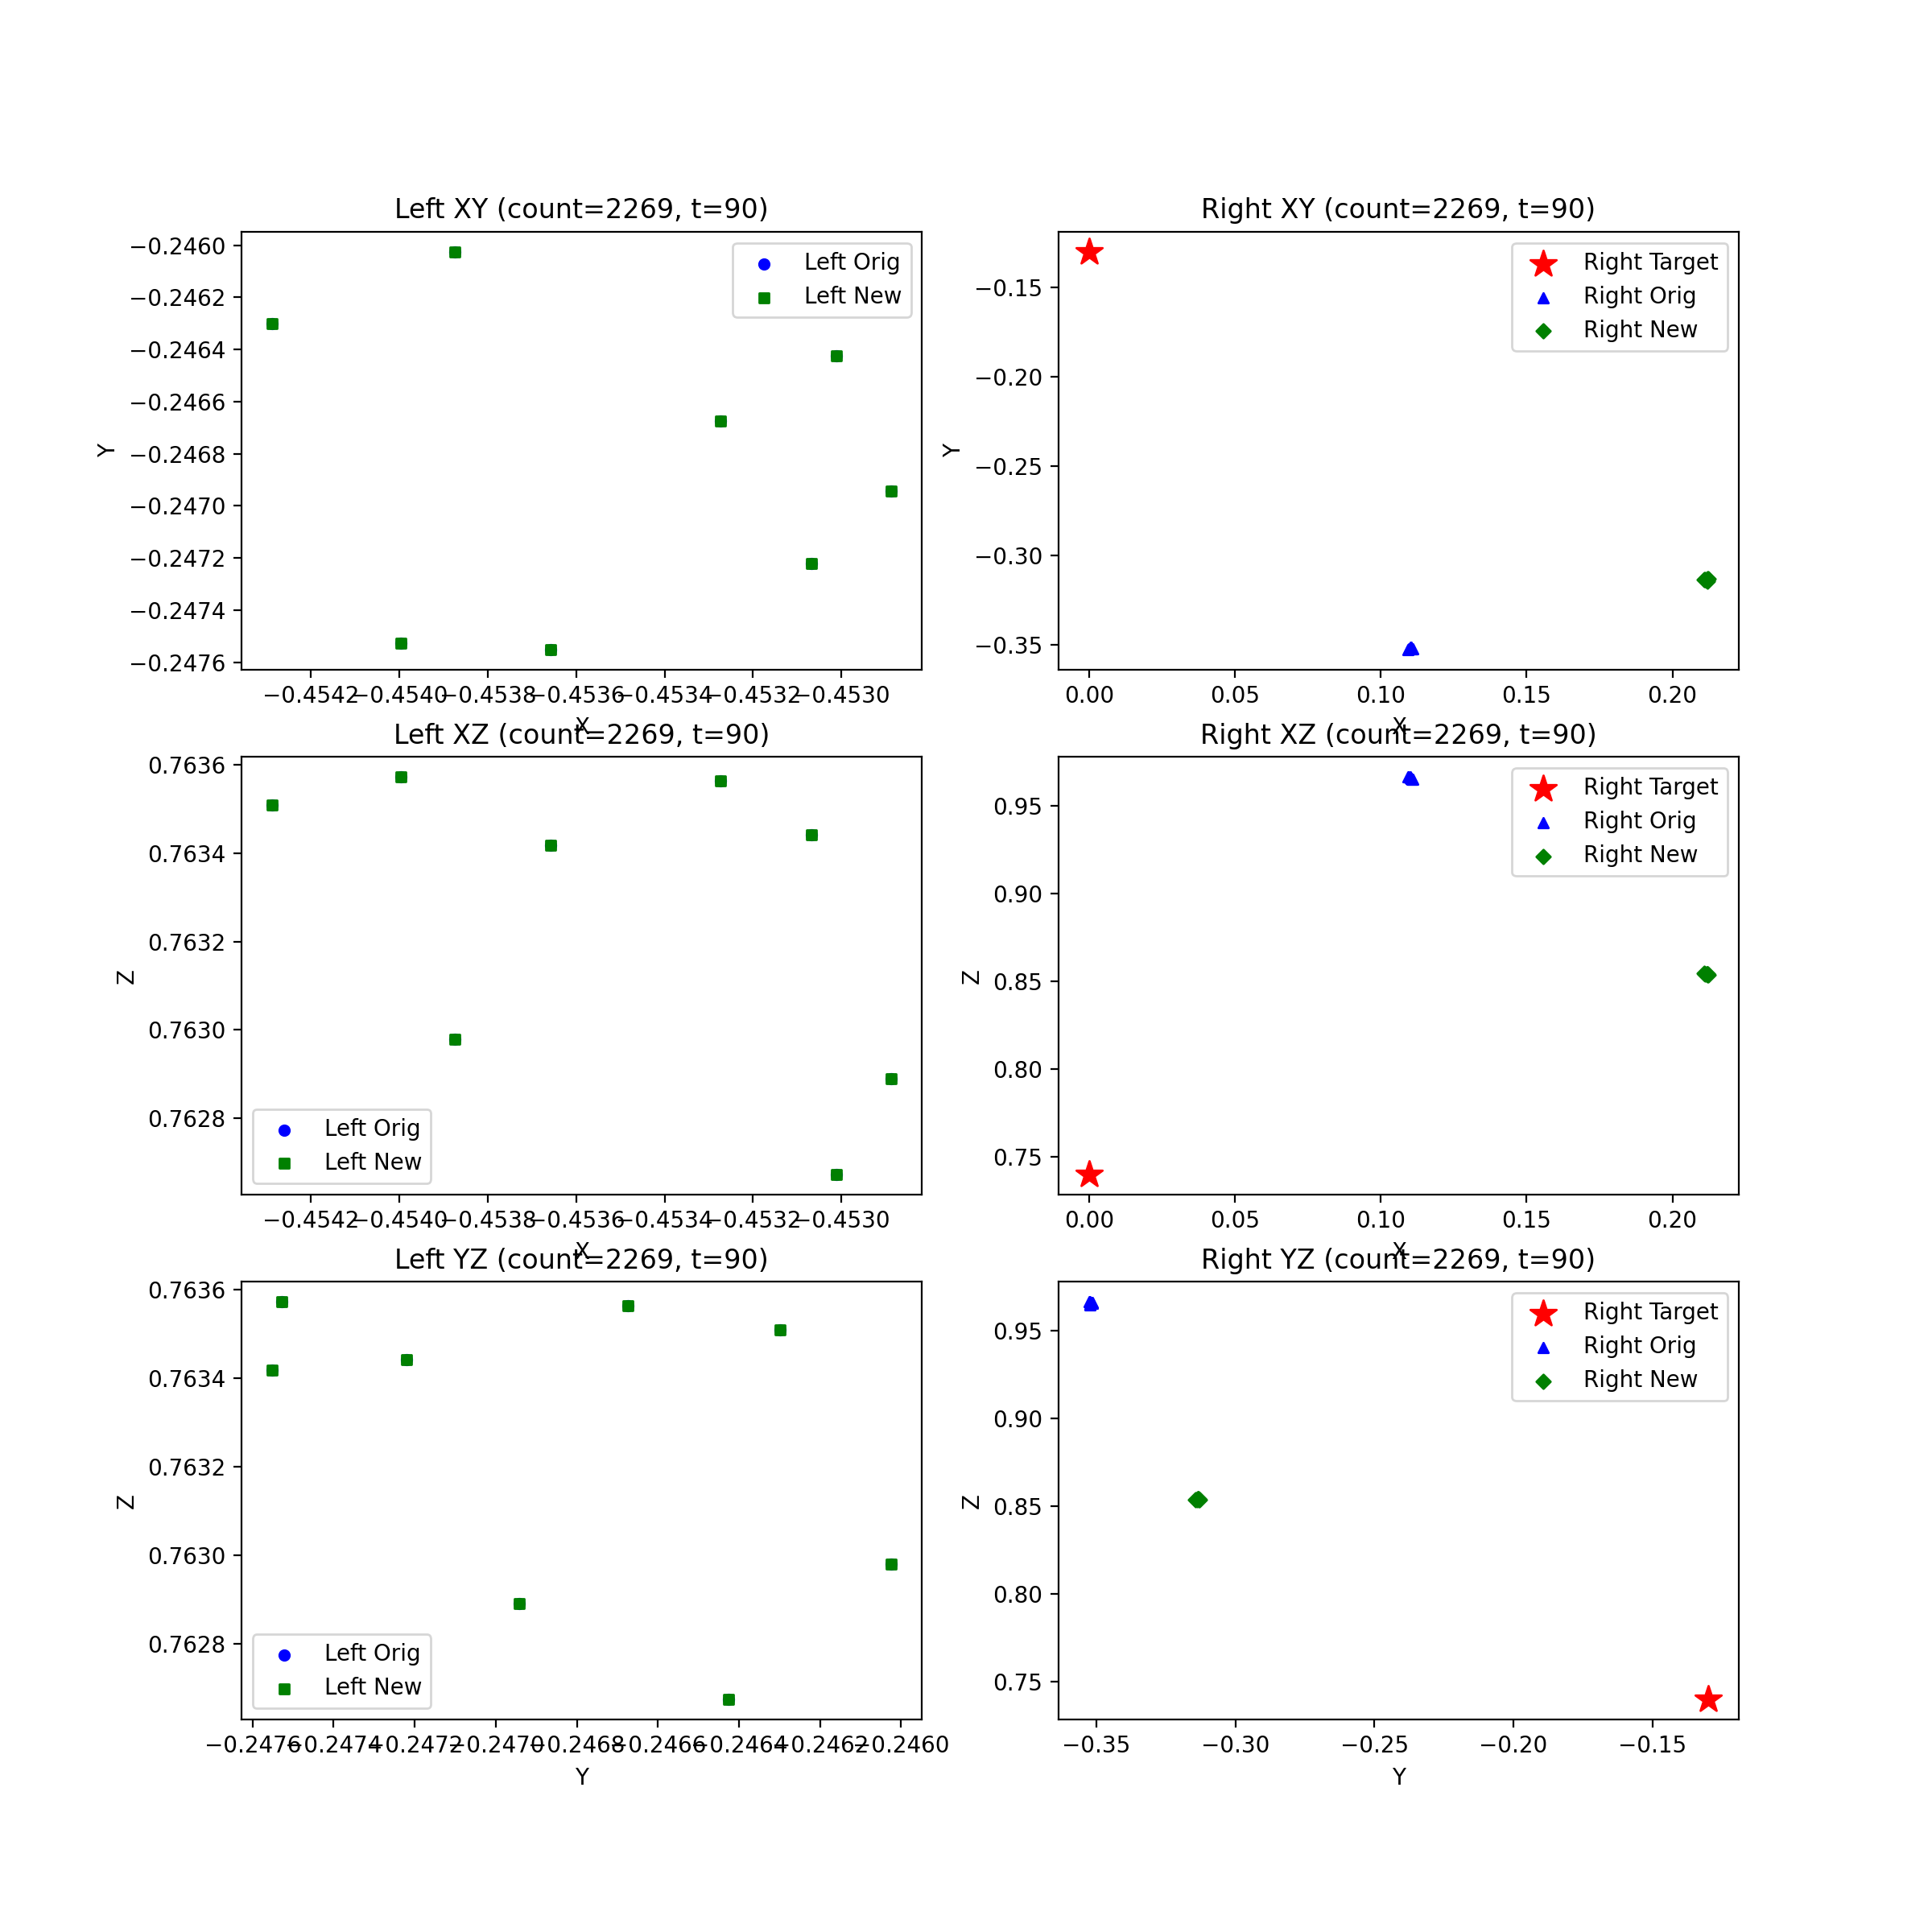 Left XY (count=2269, t=90)
−0.2460
−0.2462
−0.2464
−0.2466
−0.2468
−0.2470
−0.2472
−0.2474
−0.2476
Y
Left Orig
Left New
−0.4542 −0.4540 −0.4538 −0.4536 −0.4534 −0.4532 −0.4530
X
Right XY (count=2269, t=90)
−0.15
−0.20
−0.25
−0.30
−0.35
Y
Right Target
Right Orig
Right New
0.00 0.05 0.10 0.15 0.20
X
Left XZ (count=2269, t=90)
0.7636
0.7634
0.7632
0.7630
0.7628
Z
Left Orig
Left New
−0.4542 −0.4540 −0.4538 −0.4536 −0.4534 −0.4532 −0.4530
X
Right XZ (count=2269, t=90)
0.95
0.90
0.85
0.80
0.75
Z
Right Target
Right Orig
Right New
0.00 0.05 0.10 0.15 0.20
X
Left YZ (count=2269, t=90)
0.7636
0.7634
0.7632
0.7630
0.7628
Z
Left Orig
Left New
−0.2476 −0.2474 −0.2472 −0.2470 −0.2468 −0.2466 −0.2464 −0.2462 −0.2460
Y
Right YZ (count=2269, t=90)
0.95
0.90
0.85
0.80
0.75
Z
Right Target
Right Orig
Right New
−0.35 −0.30 −0.25 −0.20 −0.15
Y